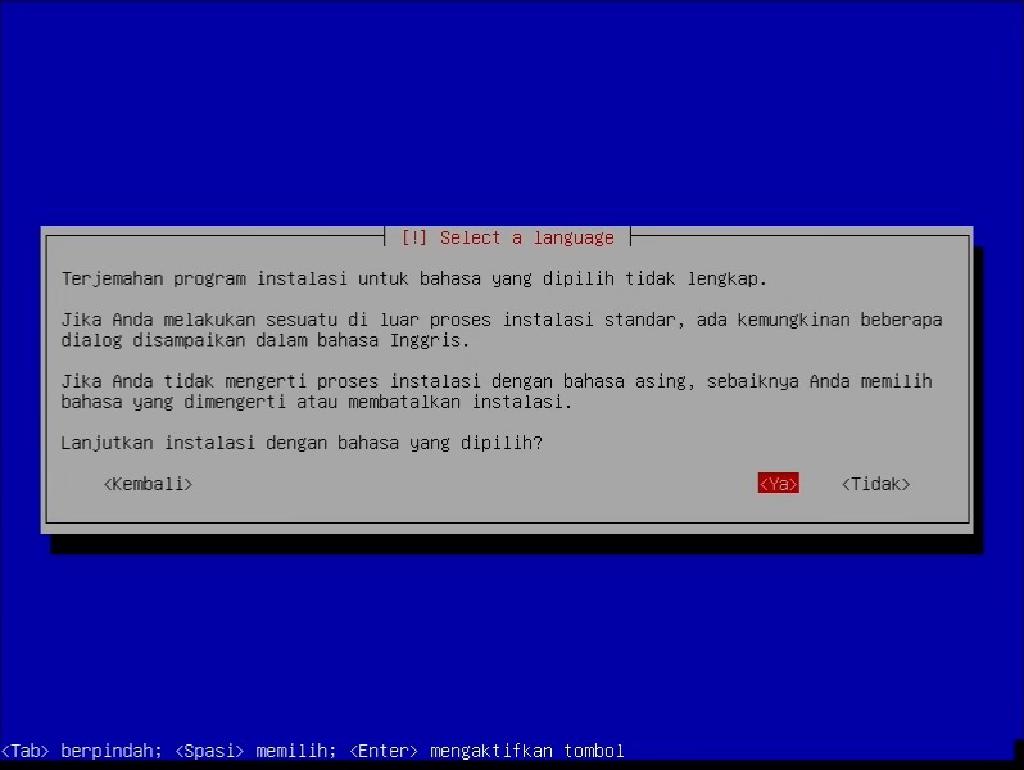 [!] Select a language
Terjemahan program instalasi untuk bahasa yang dipilih tidak lengkap.
Jika Anda melakukan sesuatu di luar proses instalasi standar, ada kemungkinan beberapa
dialog disampaikan dalam bahasa Inggris.
Jika Anda tidak mengerti proses instalasi dengan bahasa asing, sebaiknya Anda memilih
bahasa yang dimengerti atau membatalkan instalasi.
Lanjutkan instalasi dengan bahasa yang dipilih?
<Kembali> <Ya> <Tidak>
<Tab> berpindah; <Spasi> memilih; <Enter> mengaktifkan tombol